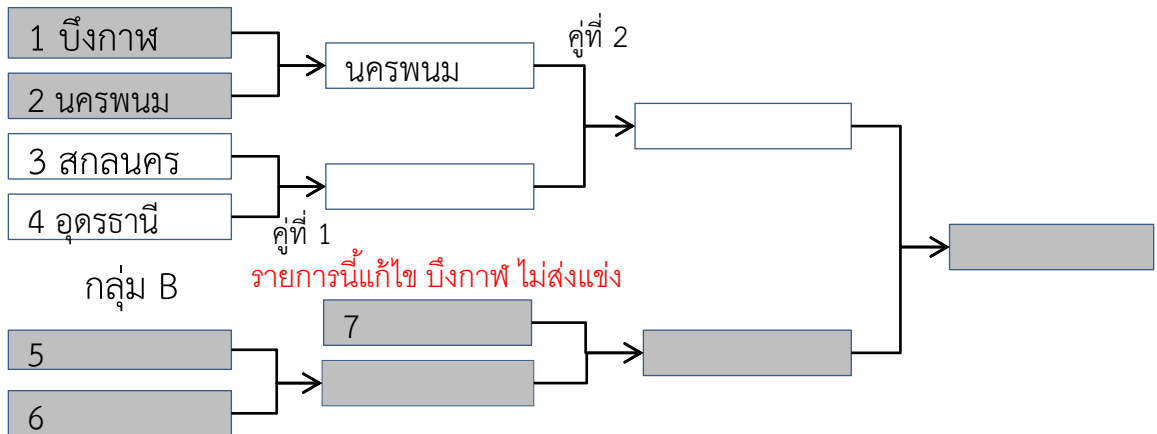 1 บึงกาฬ
คู่ที่ 2
นครพนม
2 นครพนม
3 สกลนคร
4 อุดรธานี
คู่ที่ 1
กลุ่ม B
รายการนี้แก้ไข บึงกาฬ ไม่ส่งแข่ง
7
5
6